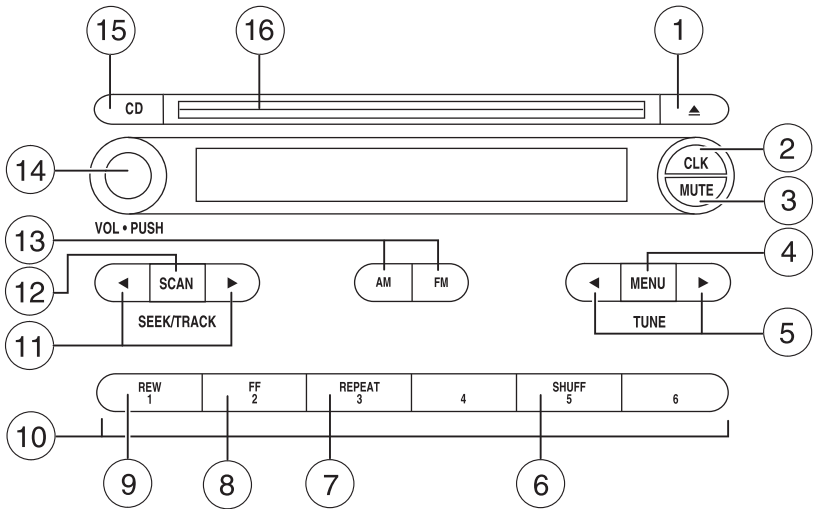 15 16 1
CD
CLK 2
14
MUTE 3
VOL • PUSH
13 4
SCAN AM FM MENU
12
SEEK/TRACK TUNE
11 5
REW FF REPEAT SHUFF
1 2 3 4 5 6
10
9 8 7 6